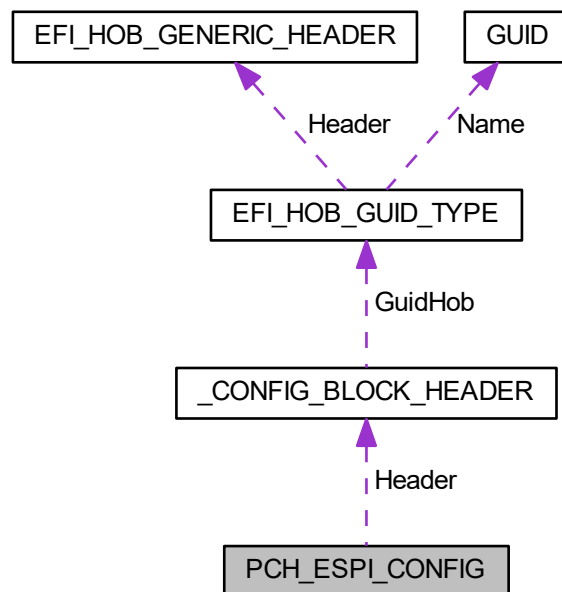 EFI_HOB_GENERIC_HEADER
GUID
Header
Name
EFI_HOB_GUID_TYPE
GuidHob
_CONFIG_BLOCK_HEADER
Header
PCH_ESPI_CONFIG